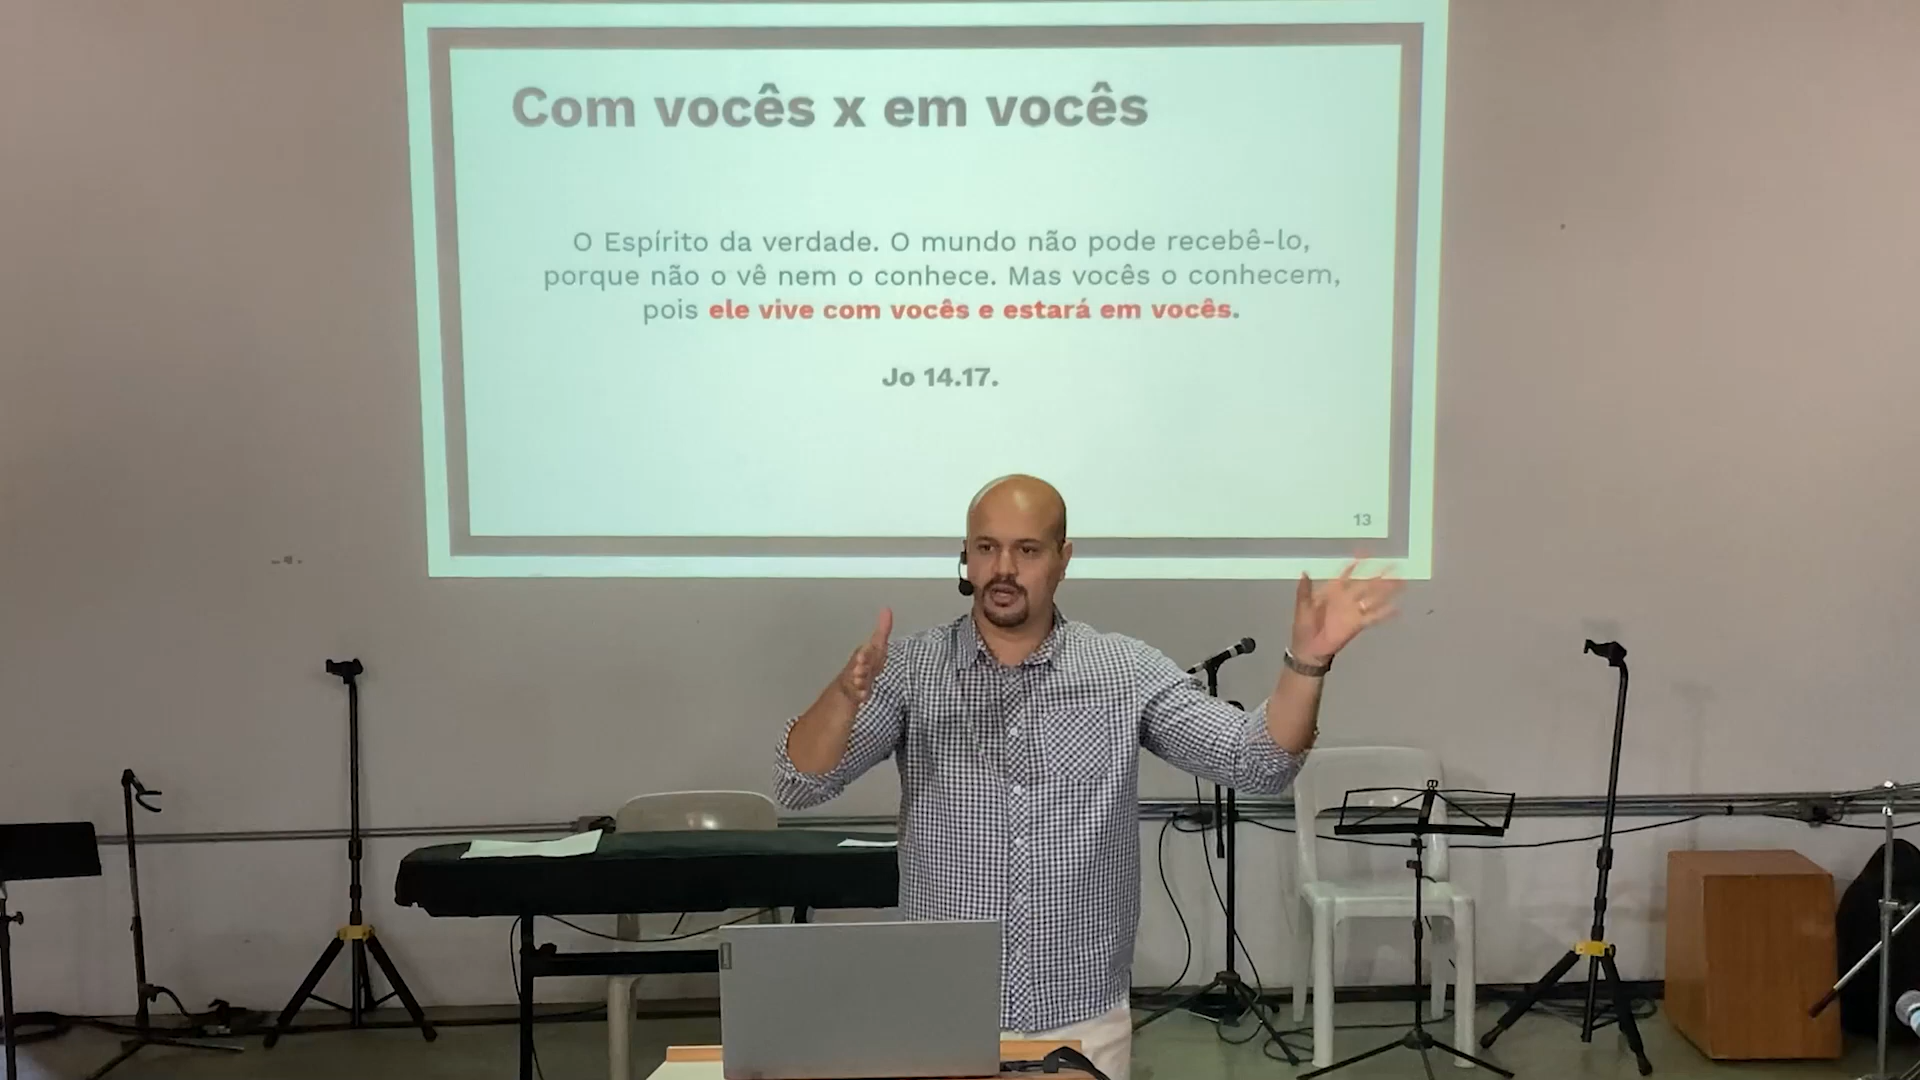 Com vocês x em vocês
O Espírito da verdade. O mundo não pode recebê-lo,
porque não o vê nem o conhece. Mas vocês o conhecem,
pois ele vive com vocês e estará em vocês.
Jo 14.17.
13